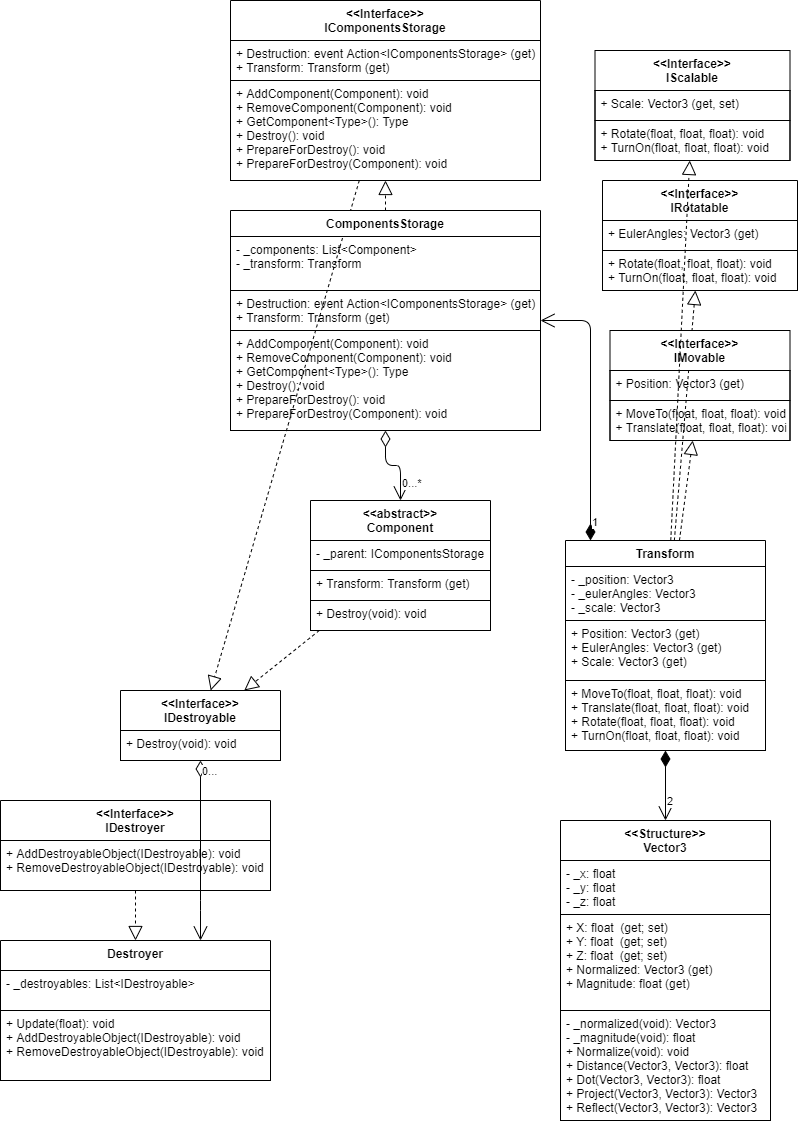 <<Interface>>
IComponentsStorage
+ Destruction: event Action<IComponentsStorage> (get)
+ Transform: Transform (get)
+ AddComponent(Component): void
+ RemoveComponent(Component): void
+ GetComponent<Type>(): Type
+ Destroy(): void
+ PrepareForDestroy(): void
+ PrepareForDestroy(Component): void
<<Interface>>
IScalable
+ Scale: Vector3 (get, set)
+ Rotate(float, float, float): void
+ TurnOn(float, float, float): void
<<Interface>>
IRotatable
+ EulerAngles: Vector3 (get)
+ Rotate(float, float, float): void
+ TurnOn(float, float, float): void
ComponentsStorage
- _components: List<Component>
- _transform: Transform
+ Destruction: event Action<IComponentsStorage> (get)
+ Transform: Transform (get)
+ AddComponent(Component): void
+ RemoveComponent(Component): void
+ GetComponent<Type>(): Type
+ Destroy(): void
+ PrepareForDestroy(): void
+ PrepareForDestroy(Component): void
<<Interface>>
IMovable
+ Position: Vector3 (get)
+ MoveTo(float, float, float): void
+ Translate(float, float, float): voi
0...*
<<abstract>>
Component
- _parent: IComponentsStorage
+ Transform: Transform (get)
+ Destroy(void): void
1
Transform
- _position: Vector3
- _eulerAngles: Vector3
- _scale: Vector3
+ Position: Vector3 (get)
+ EulerAngles: Vector3 (get)
+ Scale: Vector3 (get)
+ MoveTo(float, float, float): void
+ Translate(float, float, float): void
+ Rotate(float, float, float): void
+ TurnOn(float, float, float): void
<<Interface>>
IDestroyable
+ Destroy(void): void
0...
<<Interface>>
IDestroyer
+ AddDestroyableObject(IDestroyable): void
+ RemoveDestroyableObject(IDestroyable): void
2
<<Structure>>
Vector3
- _x: float
- _y: float
- _z: float
+ X: float  (get; set)
+ Y: float  (get; set)
+ Z: float  (get; set)
+ Normalized: Vector3 (get)
+ Magnitude: float (get)
- _normalized(void): Vector3
- _magnitude(void): float
+ Normalize(void): void
+ Distance(Vector3, Vector3): float
+ Dot(Vector3, Vector3): float
+ Project(Vector3, Vector3): Vector3
+ Reflect(Vector3, Vector3): Vector3
Destroyer
- _destroyables: List<IDestroyable>
+ Update(float): void
+ AddDestroyableObject(IDestroyable): void
+ RemoveDestroyableObject(IDestroyable): void